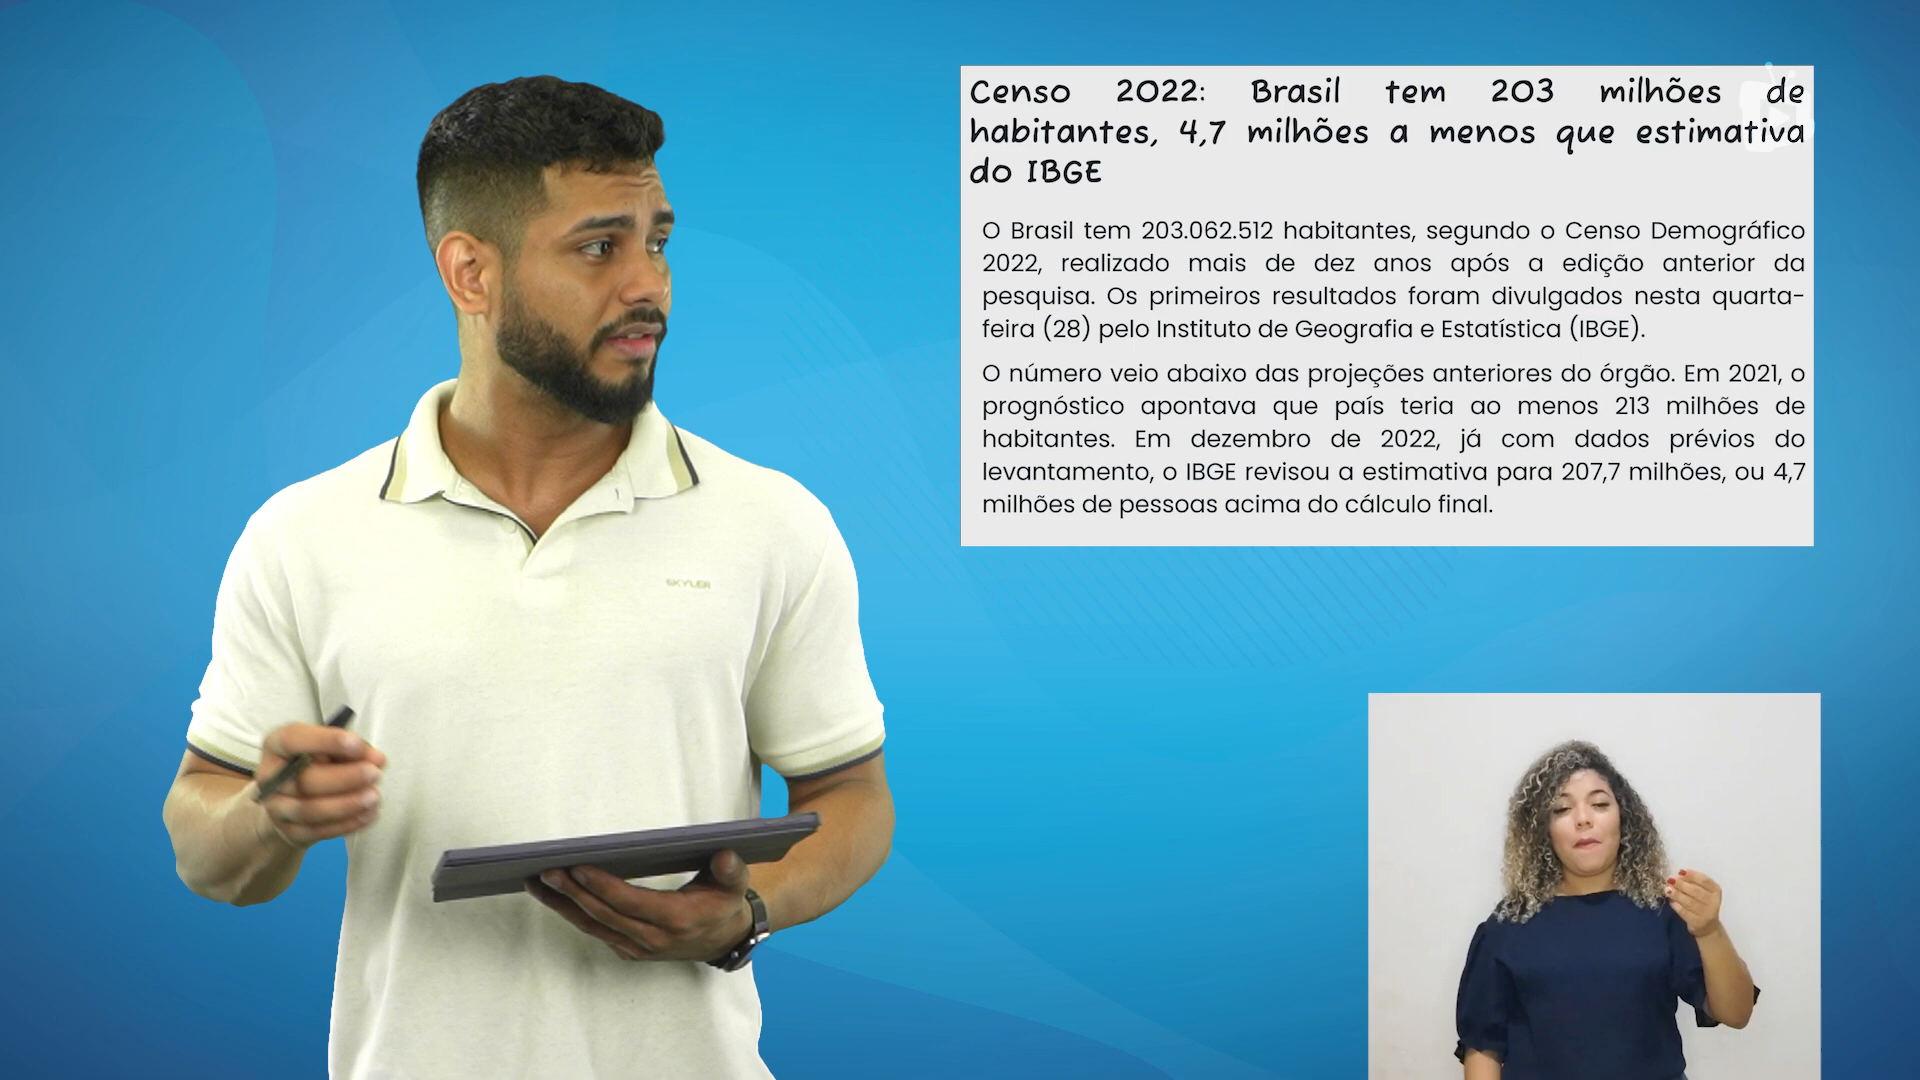 Censo 2022: Brasil tem 203 milhões de
habitantes, 4,7 milhões a menos que estimativa
do IBGE
O Brasil tem 203.062.512 habitantes, segundo o Censo Demográfico
2022, realizado mais de dez anos após a edição anterior da
pesquisa. Os primeiros resultados foram divulgados nesta quarta-
feira (28) pelo Instituto de Geografia e Estatística (IBGE).
O número veio abaixo das projeções anteriores do órgão. Em 2021, o
prognóstico apontava que país teria ao menos 213 milhões de
habitantes. Em dezembro de 2022, já com dados prévios do
levantamento, o IBGE revisou a estimativa para 207,7 milhões, ou 4,7
milhões de pessoas acima do cálculo final.
SKYLER